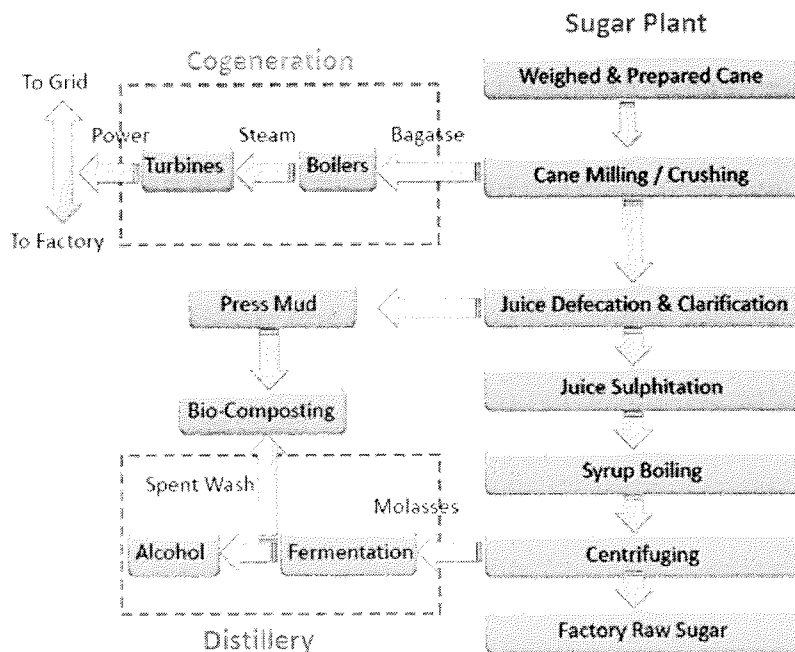 Sugar Plant
Cogeneration
Weighed & Prepared Cane
To Grid
Power
Steam
Bagasse
Turbines
Boilers
Cane Milling / Crushing
To Factory
Press Mud
Juice Defecation & Clarification
Juice Sulphitation
Bio-Composting
Syrup Boiling
Spent Wash
Molasses
Alcohol
Fermentation
Centrifuging
Factory Raw Sugar
Distillery